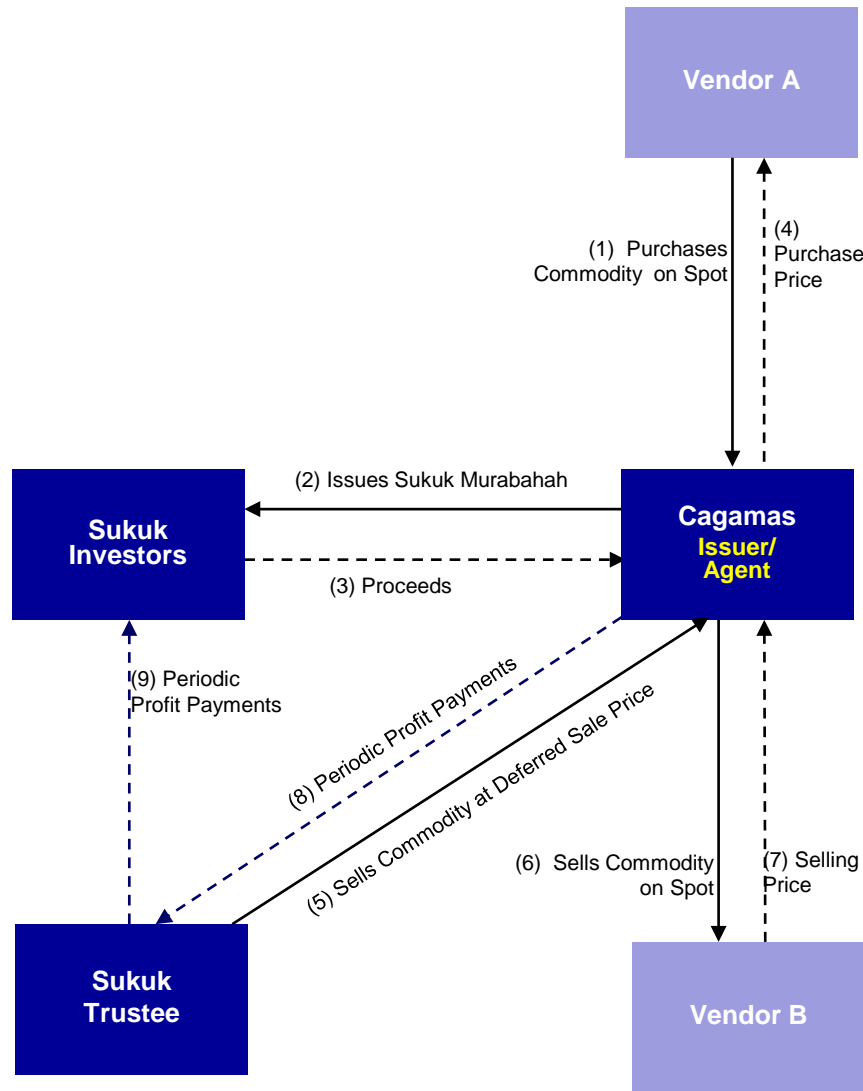 Vendor A
(1) Purchases
Commodity on Spot
(4)
Purchase
Price
(2) Issues Sukuk Murabahah
Sukuk
Investors
Cagamas
Issuer/
Agent
(3) Proceeds
(9) Periodic
Profit Payments
(8) Periodic Profit Payments
(5) Sells Commodity at Deferred Sale Price
(6) Sells Commodity
on Spot
(7) Selling
Price
Sukuk
Trustee
Vendor B